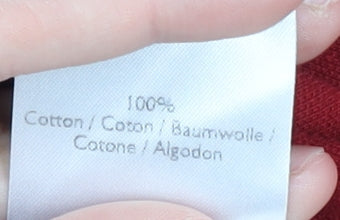 100%
Cotton / Coton / Baumwolle /
Cotone / Algodon